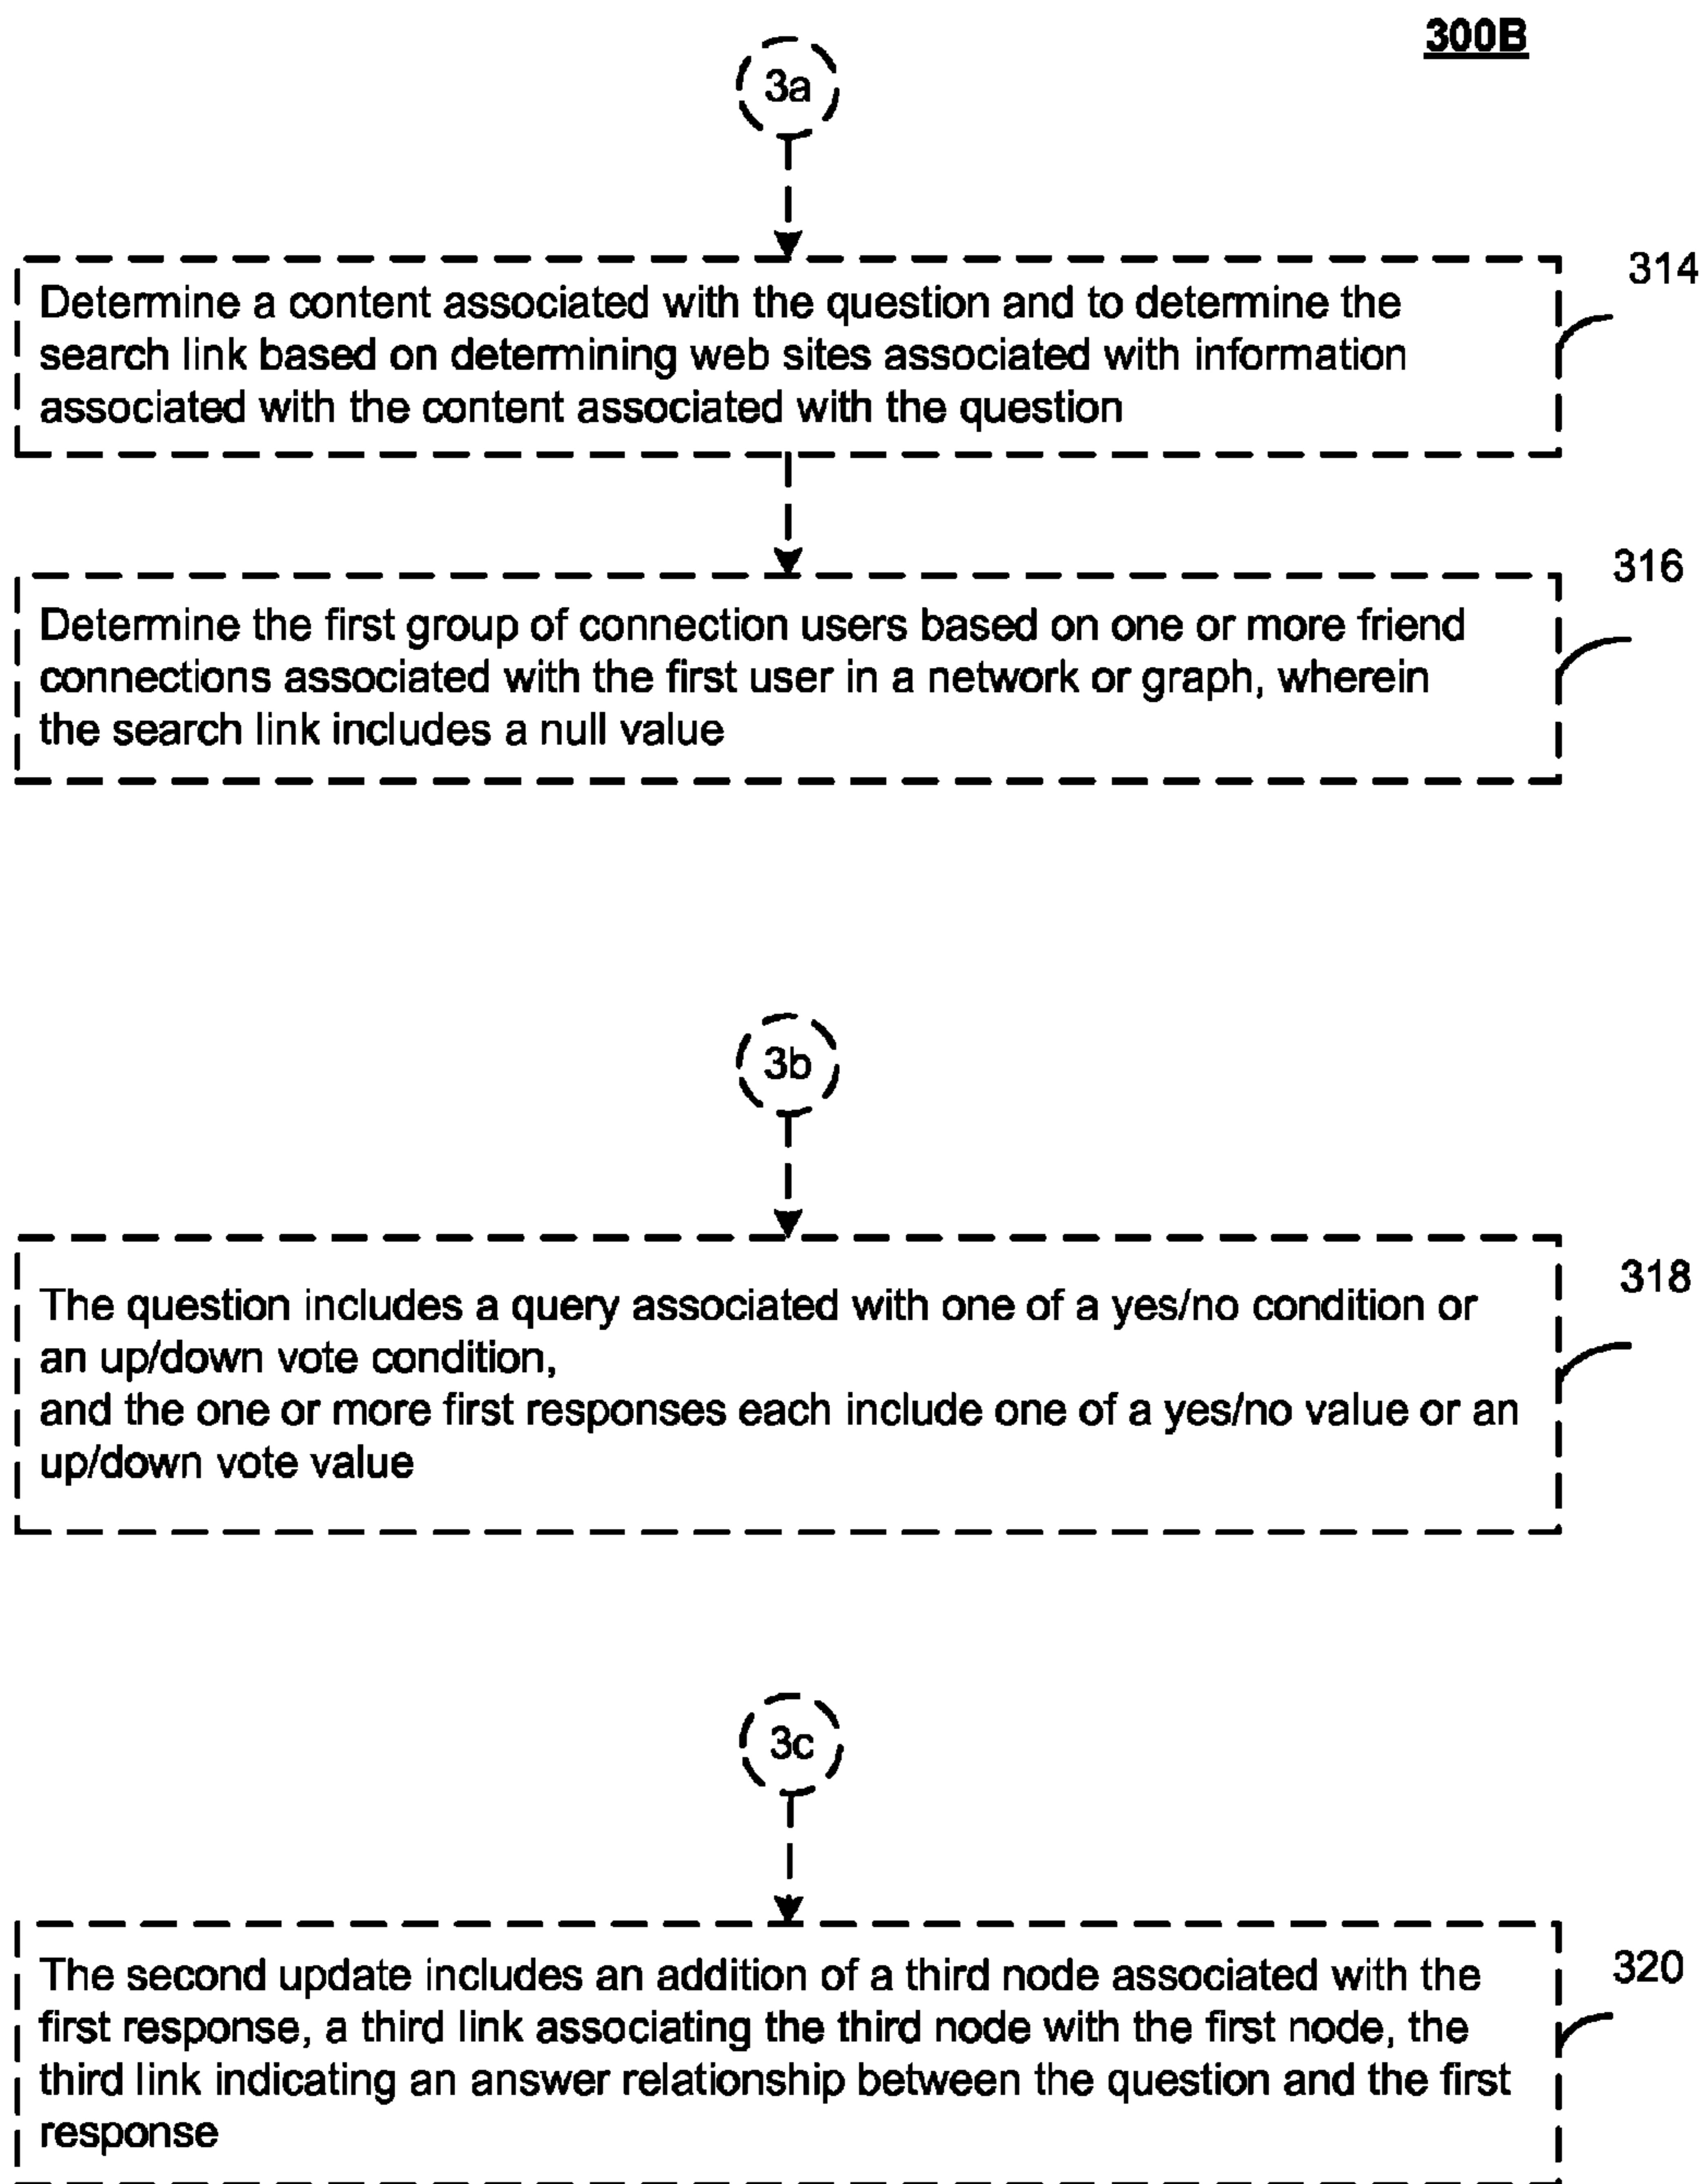 300B
3a
314
Determine a content associated with the question and to determine the
search link based on determining web sites associated with information
associated with the content associated with the question
316
Determine the first group of connection users based on one or more friend
connections associated with the first user in a network or graph, wherein
the search link includes a null value
3b
318
The question includes a query associated with one of a yes/no condition or
an up/down vote condition,
and the one or more first responses each include one of a yes/no value or an
up/down vote value
3c
320
The second update includes an addition of a third node associated with the
first response, a third link associating the third node with the first node, the
third link indicating an answer relationship between the question and the first
response